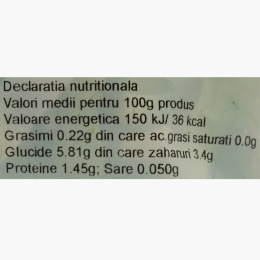 Declaratia nutritionala
Valori medii pentru 100g produs
Valoare energetica 150 kJ/ 36 kcal
Grasimi 0.22g din care ac.grasi saturati 0.0g
Glucide 5.81g din care zaharuri 3.4g
Proteine 1.45g; Sare 0.050g